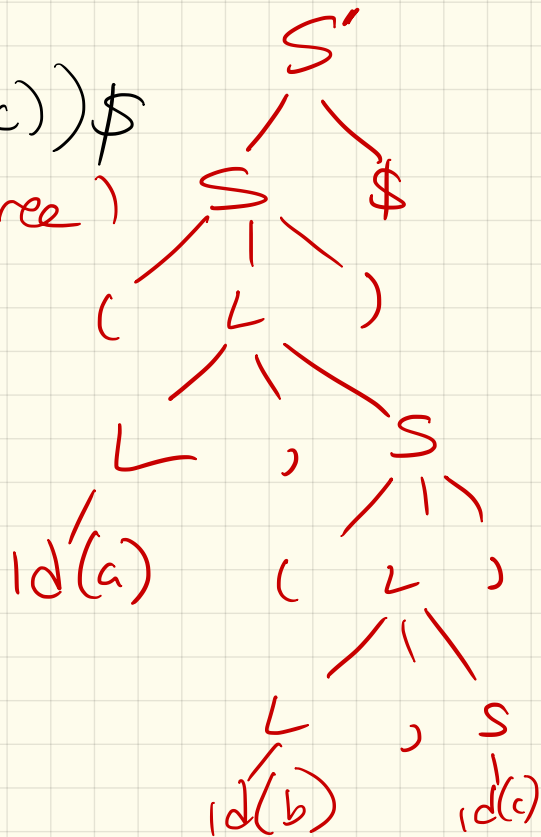 S'
c))$
ree)
S $
( L )
L , S
id(a) ( L )
L , S
id(b) id(c)